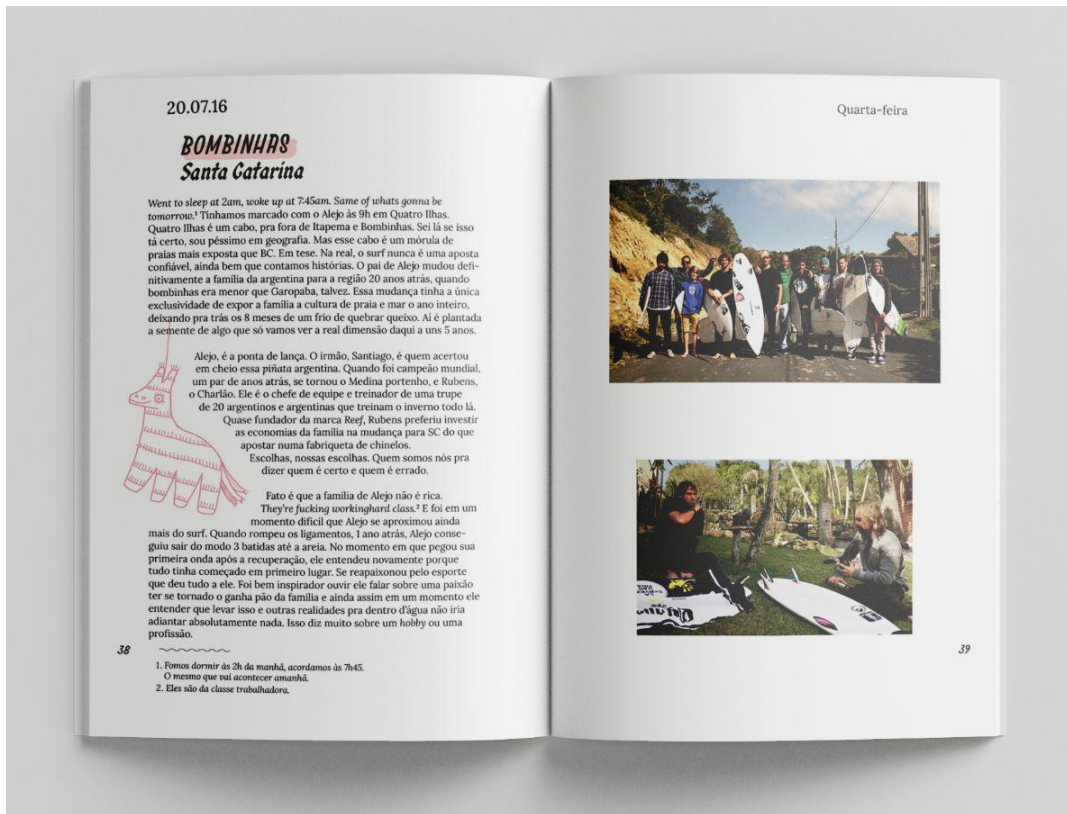 20.07.16
BOMBINHAS
Santa Catarina
Went to sleep at 2am, woke up at 7:45am. Same of whats gonna be
tomorrow.¹ Tínhamos marcado com o Alejo às 9h em Quatro Ilhas.
Quatro Ilhas é um cabo, pra fora de Itapema e Bombinhas. Sei lá se isso
tá certo, sou péssimo em geografia. Mas esse cabo é um mórula de
praias mais exposta que BC. Em tese. Na real, o surf nunca é uma aposta
confiável, ainda bem que contamos histórias. O pai de Alejo mudou defi-
nitivamente a família da argentina para a região 20 anos atrás, quando
bombinhas era menor que Garopaba, talvez. Essa mudança tinha a única
exclusividade de expor a família a cultura de praia e mar o ano inteiro,
deixando pra trás os 8 meses de um frio de quebrar queixo. Aí é plantada
a semente de algo que só vamos ver a real dimensão daqui a uns 5 anos.
Alejo, é a ponta de lança. O irmão, Santiago, é quem acertou
em cheio essa piñata argentina. Quando foi campeão mundial,
um par de anos atrás, se tornou o Medina portenho, e Rubens,
o Charlão. Ele é o chefe de equipe e treinador de uma trupe
de 20 argentinos e argentinas que treinam o inverno todo lá.
Quase fundador da marca Reef, Rubens preferiu investir
as economias da família na mudança para SC do que
apostar numa fabriqueta de chinelos.
Escolhas, nossas escolhas. Quem somos nós pra
dizer quem é certo e quem é errado.
Fato é que a família de Alejo não é rica.
They're fucking workinghard class.² E foi em um
momento difícil que Alejo se aproximou ainda
mais do surf. Quando rompeu os ligamentos, 1 ano atrás, Alejo conse-
guiu sair do modo 3 batidas até a areia. No momento em que pegou sua
primeira onda após a recuperação, ele entendeu novamente porque
tudo tinha começado em primeiro lugar. Se reapaixonou pelo esporte
que deu tudo a ele. Foi bem inspirador ouvir ele falar sobre uma paixão
ter se tornado o ganha pão da família e ainda assim em um momento ele
entender que levar isso e outras realidades pra dentro d'água não iria
adiantar absolutamente nada. Isso diz muito sobre um hobby ou uma
profissão.
38
1. Fomos dormir às 2h da manhã, acordamos às 7h45.
O mesmo que vai acontecer amanhã.
2. Eles são da classe trabalhadora.
Quarta-feira
39